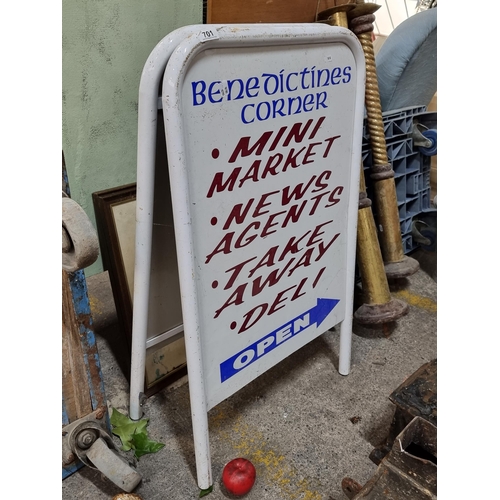 701
BENEDICTINES
CORNER
• MINI
MARKET
• NEWS
AGENTS
• TAKE
AWAY
• DELI
OPEN